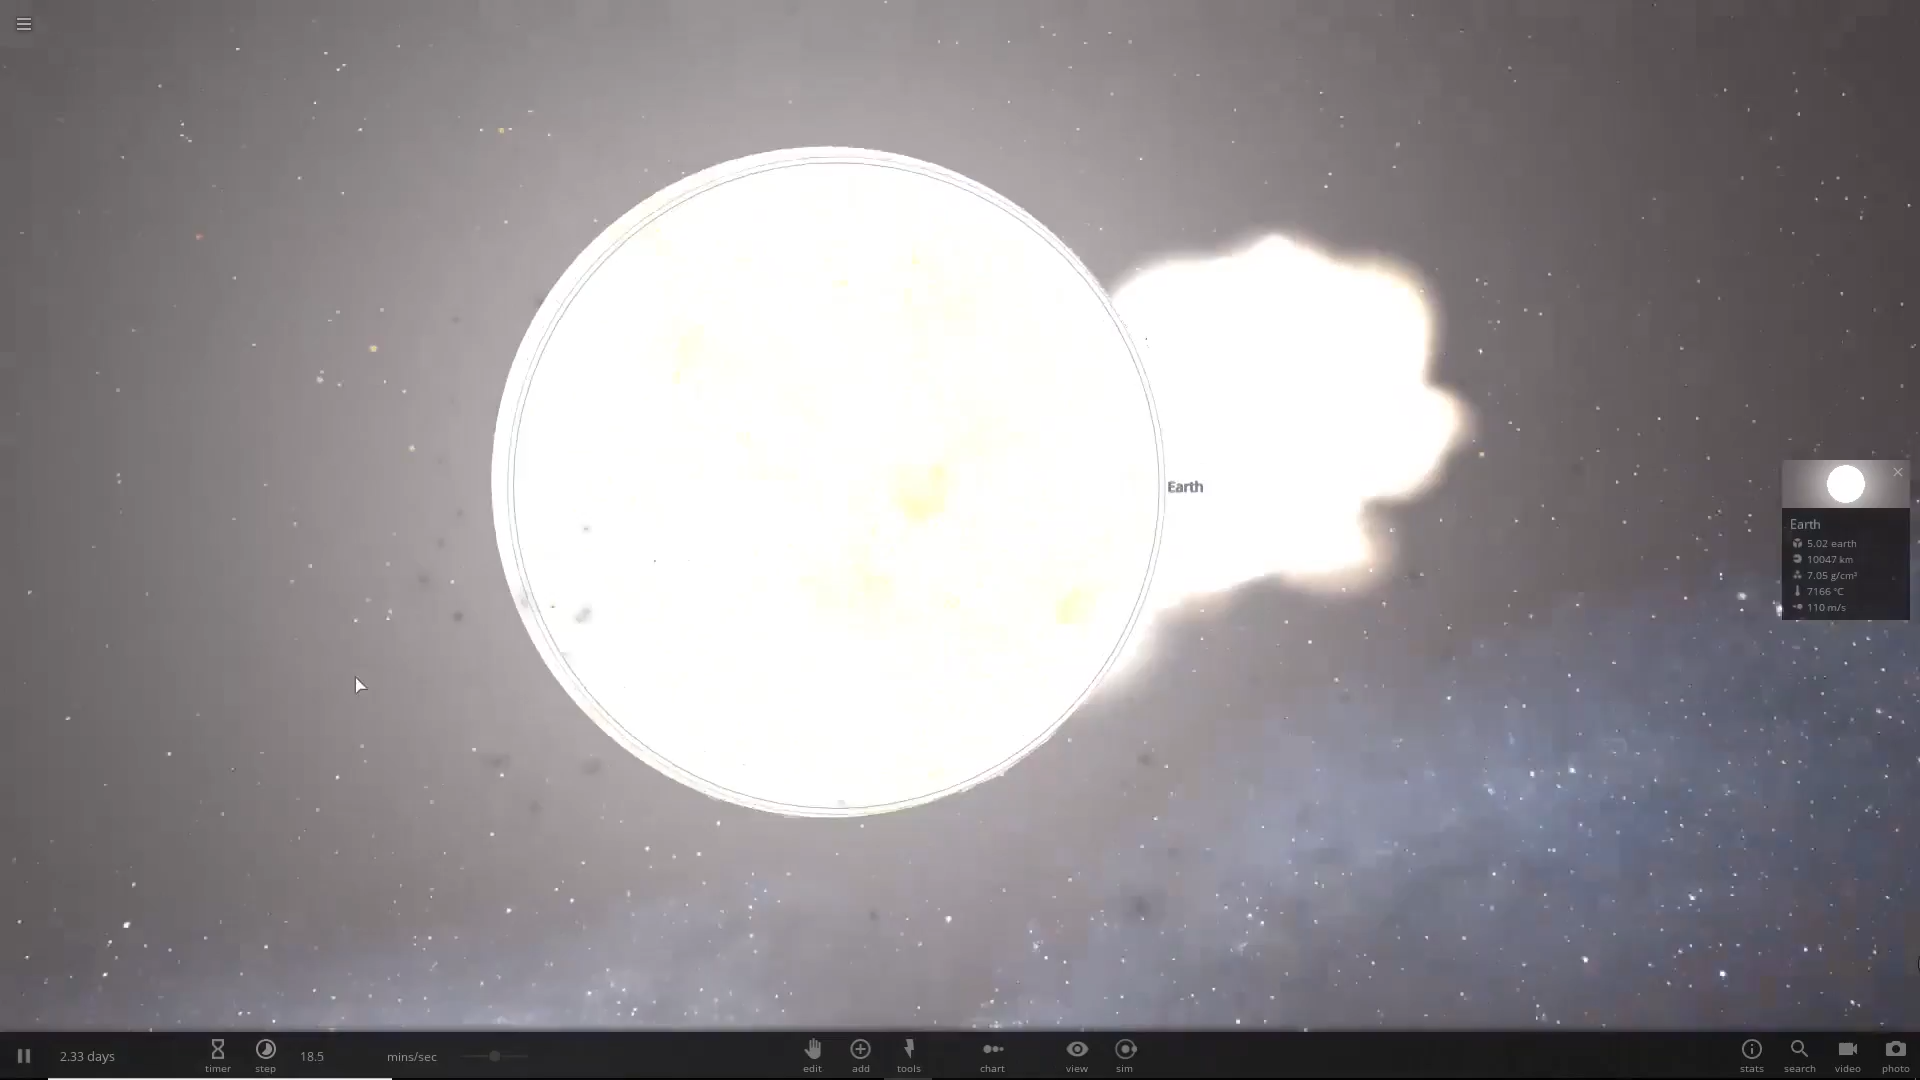 Earth
Earth
5.02 earth
10047 km
7.05 g/cm³
7166 °C
110 m/s
2.33 days
timer
step
18.5
mins/sec
edit
add
tools
chart
view
sim
stats
search
video
photo